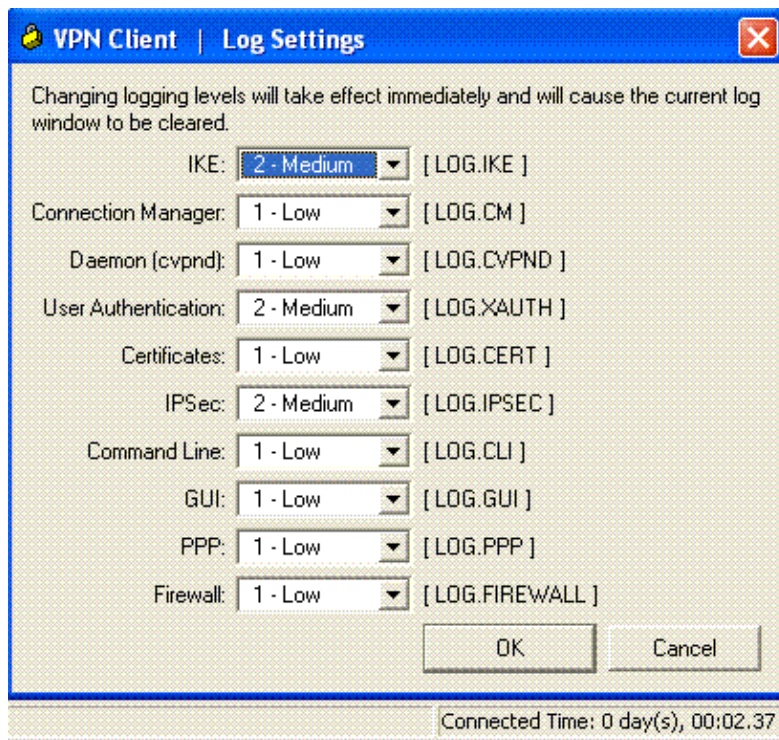 VPN Client | Log Settings
Changing logging levels will take effect immediately and will cause the current log
window to be cleared.
IKE: 2 - Medium [ LOG.IKE ]
Connection Manager: 1 - Low [ LOG.CM ]
Daemon (cvpnd): 1 - Low [ LOG.CVPND ]
User Authentication: 2 - Medium [ LOG.XAUTH ]
Certificates: 1 - Low [ LOG.CERT ]
IPSec: 2 - Medium [ LOG.IPSEC ]
Command Line: 1 - Low [ LOG.CLI ]
GUI: 1 - Low [ LOG.GUI ]
PPP: 1 - Low [ LOG.PPP ]
Firewall: 1 - Low [ LOG.FIREWALL ]
OK Cancel
Connected Time: 0 day(s), 00:02.37